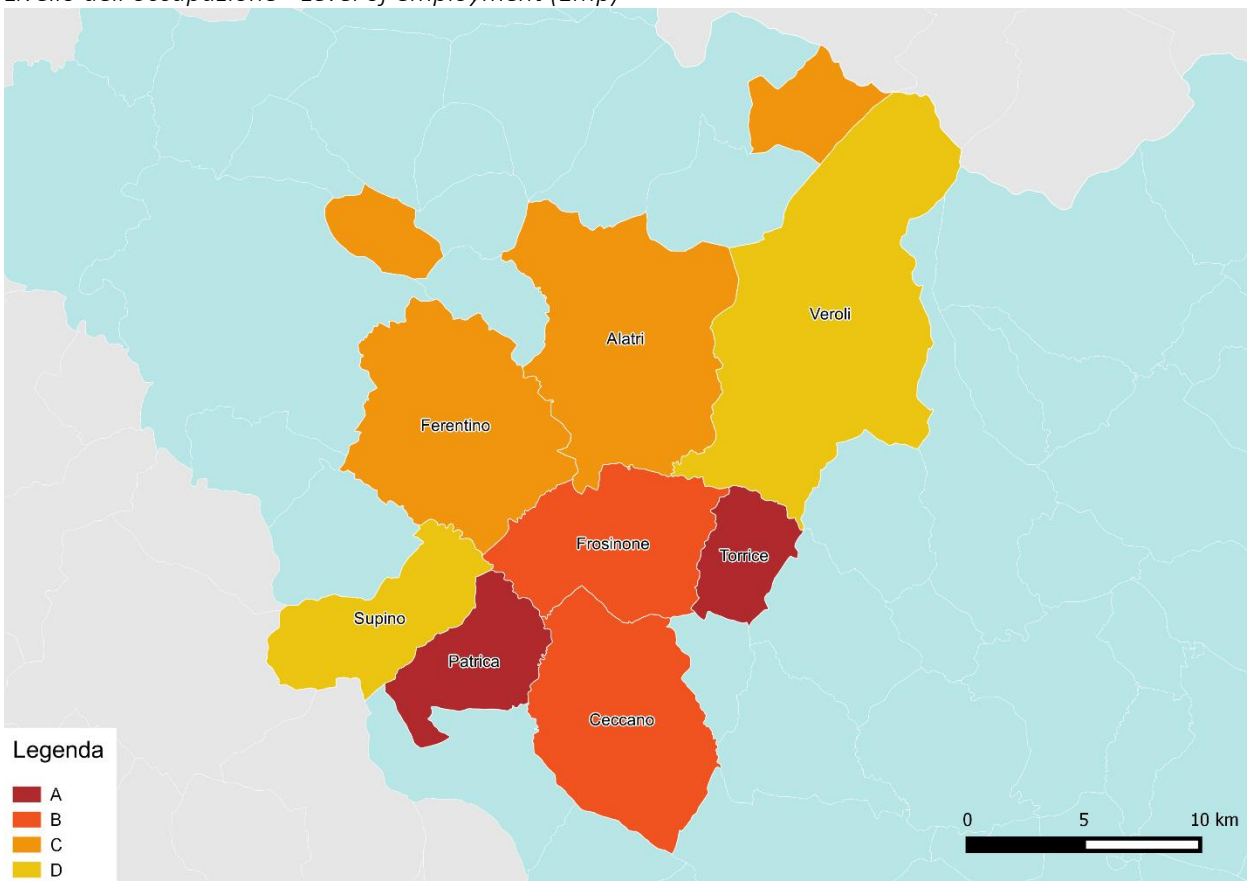 Livello dell'occupazione - Level of employment (Emp)
Veroli
Alatri
Ferentino
Frosinone
Torrice
Supino
Patrica
Ceccano
Legenda
A
B
C
D
0 5 10 km